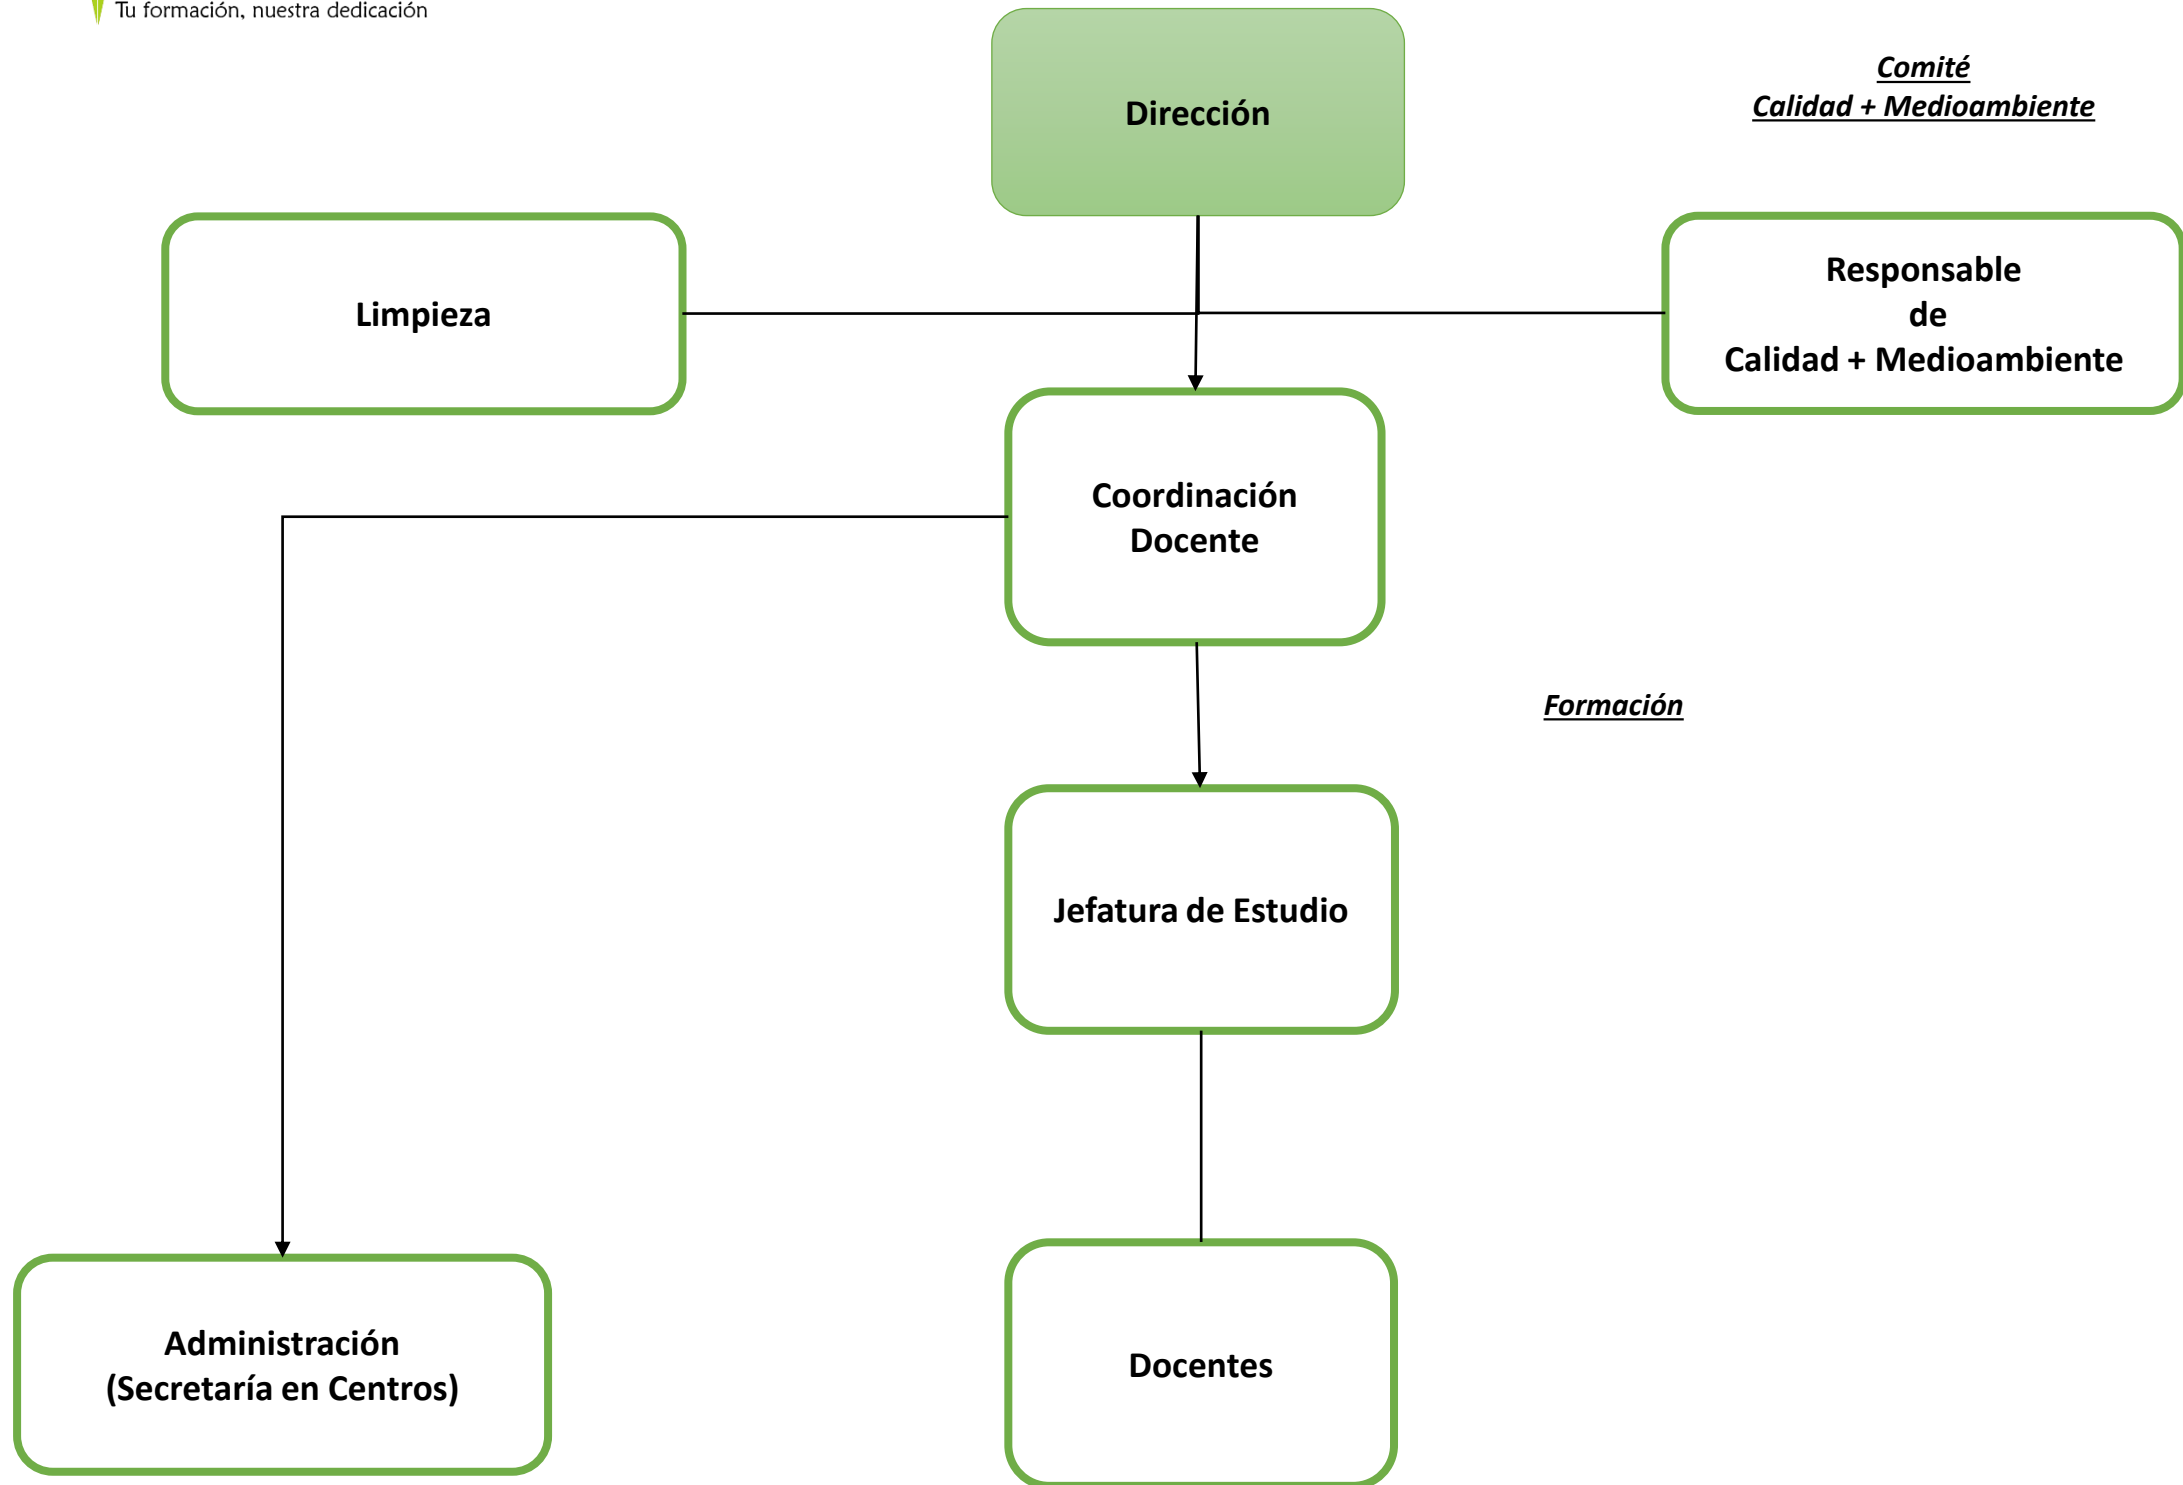 Tu formación, nuestra dedicación
Dirección
Comité
Calidad + Medioambiente
Limpieza
Responsable
de
Calidad + Medioambiente
Coordinación
Docente
Formación
Jefatura de Estudio
Administración
(Secretaría en Centros)
Docentes